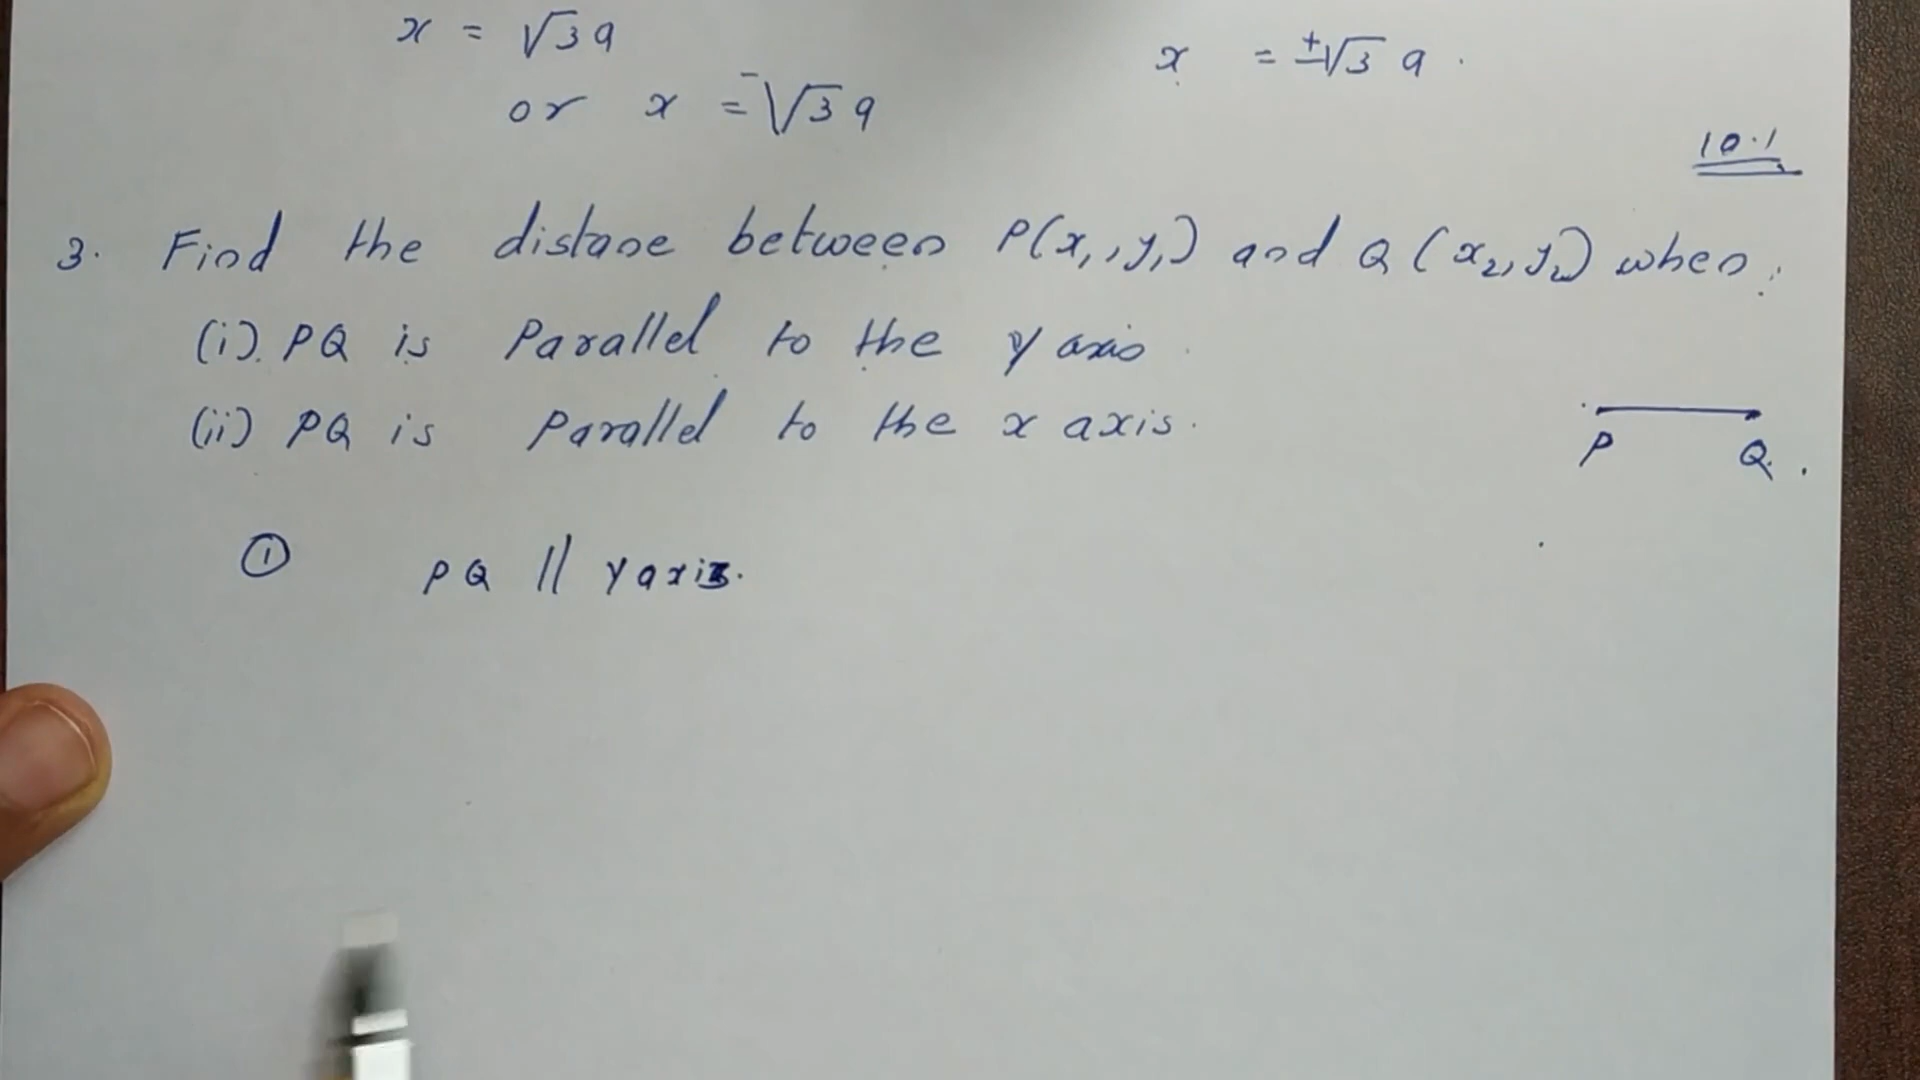 x = √3 a
x = ±√3 a.
or x = -√3 a
10.1
3. Find the distane between P(x₁,y₁) and Q(x₂,y₂) when:
(i). PQ is Parallel to the y axis
(ii) PQ is Parallel to the x axis.
P Q.
① PQ || y axis.